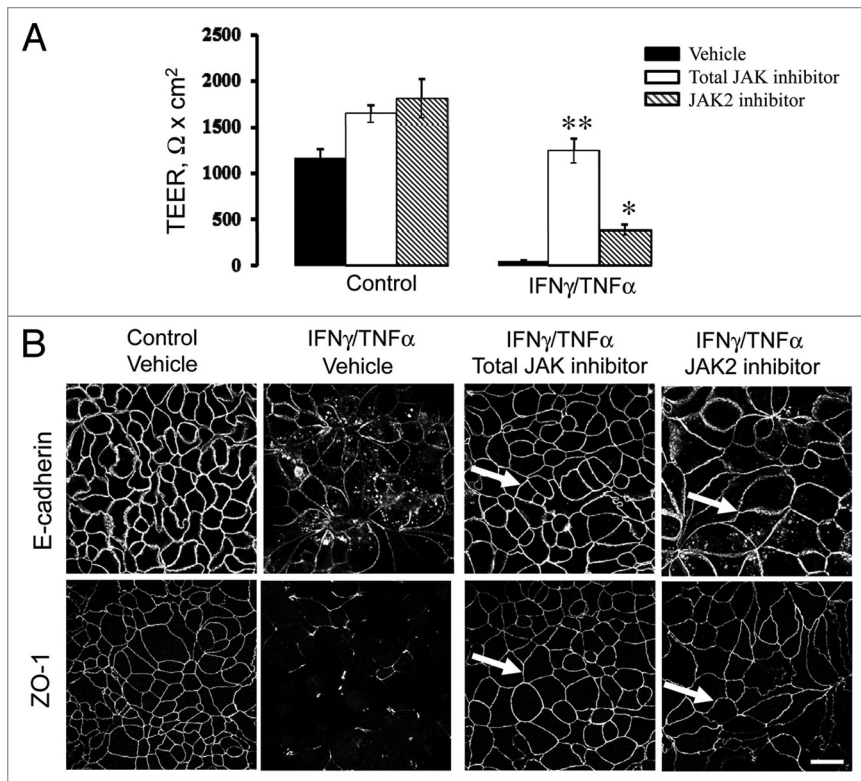 A
2500
2000
1500
1000
500
0
TEER, Ω x cm²
Vehicle
Total JAK inhibitor
JAK2 inhibitor
**
*
Control
IFNγ/TNFα
B
Control
Vehicle
IFNγ/TNFα
Vehicle
IFNγ/TNFα
Total JAK inhibitor
IFNγ/TNFα
JAK2 inhibitor
E-cadherin
ZO-1